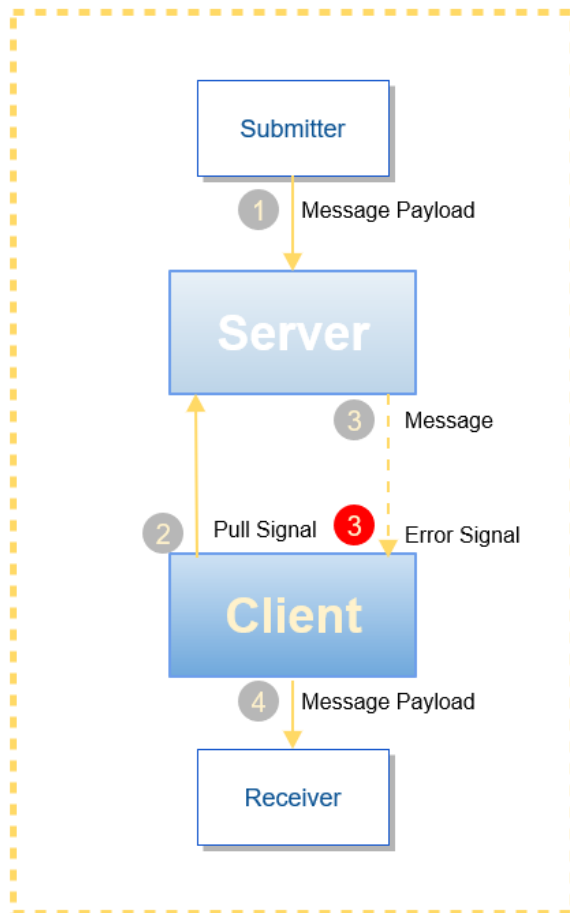 Submitter
1 Message Payload
Server
3 Message
2 Pull Signal 3 Error Signal
Client
4 Message Payload
Receiver